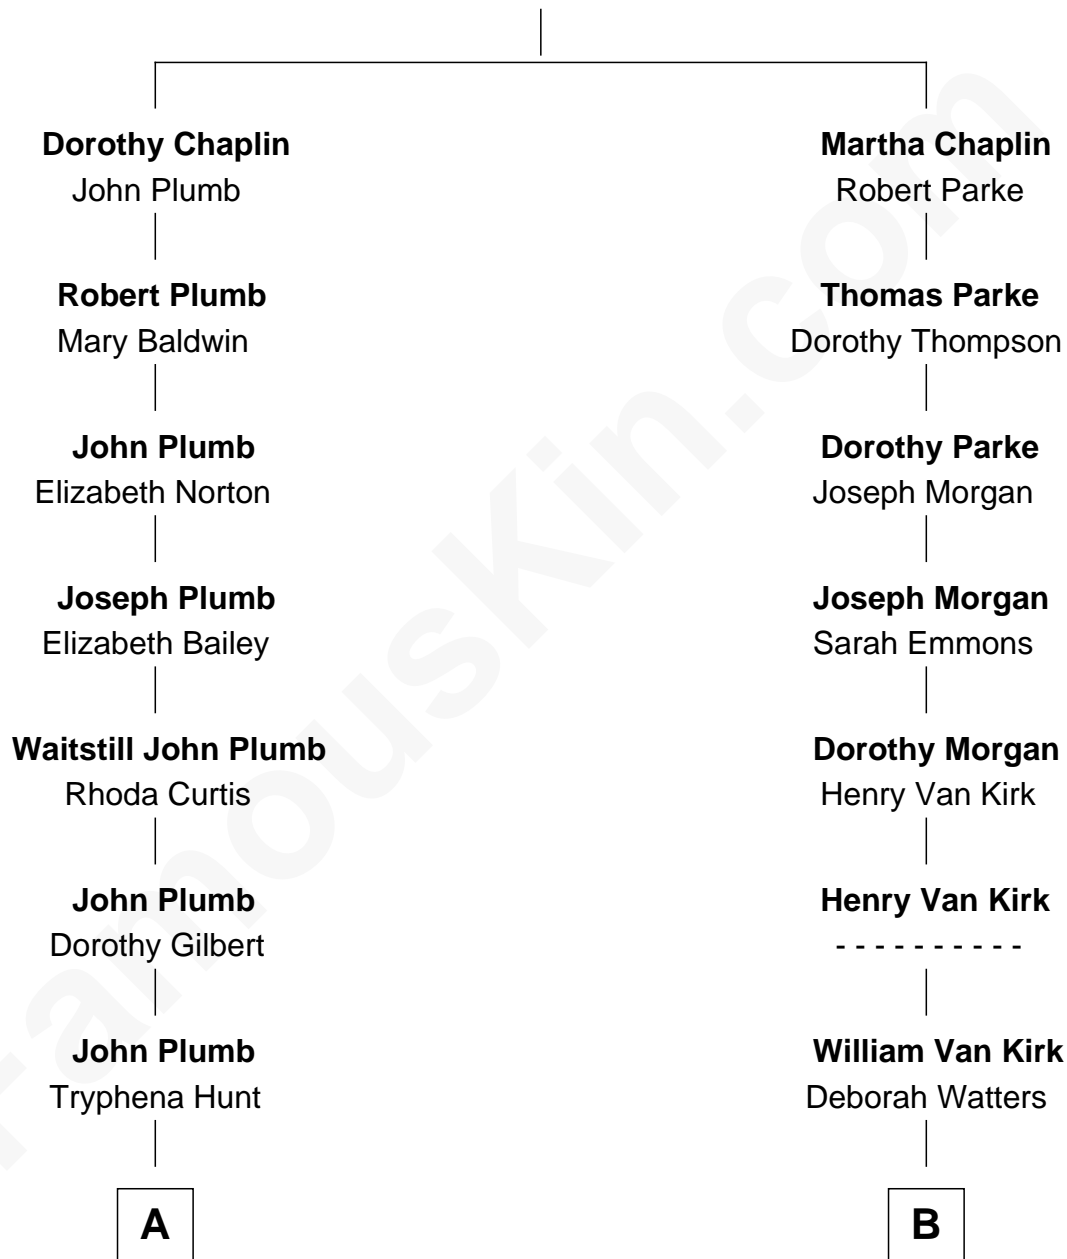 Dorothy Chaplin
John Plumb
Robert Plumb
Mary Baldwin
John Plumb
Elizabeth Norton
Joseph Plumb
Elizabeth Bailey
Waitstill John Plumb
Rhoda Curtis
John Plumb
Dorothy Gilbert
John Plumb
Tryphena Hunt
A
Martha Chaplin
Robert Parke
Thomas Parke
Dorothy Thompson
Dorothy Parke
Joseph Morgan
Joseph Morgan
Sarah Emmons
Dorothy Morgan
Henry Van Kirk
Henry Van Kirk
- - - - - - - - - -
William Van Kirk
Deborah Watters
B
FamousKin.com